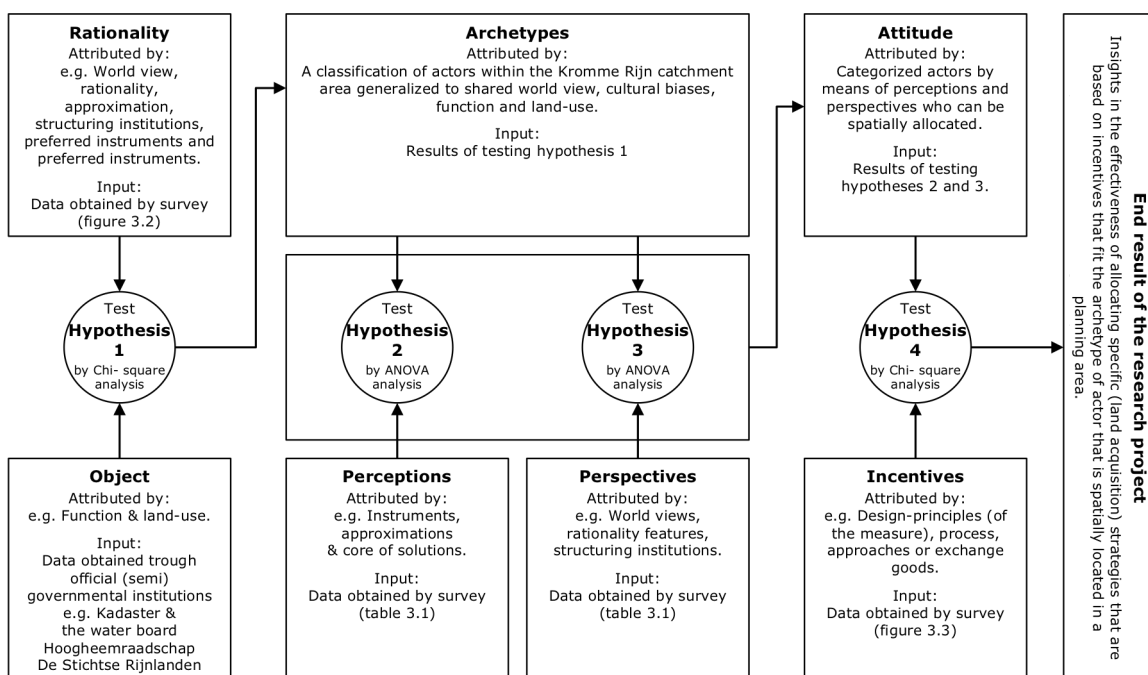 Rationality
Attributed by:
e.g. World view,
rationality,
approximation,
structuring institutions,
preferred instruments and
preferred instruments.
Input:
Data obtained by survey
(figure 3.2)
Archetypes
Attributed by:
A classification of actors within the Kromme Rijn catchment
area generalized to shared world view, cultural biases,
function and land-use.
Input:
Results of testing hypothesis 1
Attitude
Attributed by:
Categorized actors by
means of perceptions and
perspectives who can be
spatially allocated.
Input:
Results of testing
hypotheses 2 and 3.
Test
Hypothesis
1
by Chi- square
analysis
Test
Hypothesis
2
by ANOVA
analysis
Test
Hypothesis
3
by ANOVA
analysis
Test
Hypothesis
4
by Chi- square
analysis
Object
Attributed by:
e.g. Function & land-use.
Input:
Data obtained trough
official (semi)
governmental institutions
e.g. Kadaster &
the water board
Hoogheemraadschap
De Stichtse Rijnlanden
Perceptions
Attributed by:
e.g. Instruments,
approximations
& core of solutions.
Input:
Data obtained by survey
(table 3.1)
Perspectives
Attributed by:
e.g. World views,
rationality features,
structuring institutions.
Input:
Data obtained by survey
(table 3.1)
Incentives
Attributed by:
e.g. Design-principles (of
the measure), process,
approaches or exchange
goods.
Input:
Data obtained by survey
(figure 3.3)
End result of the research project
Insights in the effectiveness of allocating specific (land acquisition) strategies that are
based on incentives that fit the archetype of actor that is spatially located in a
planning area.